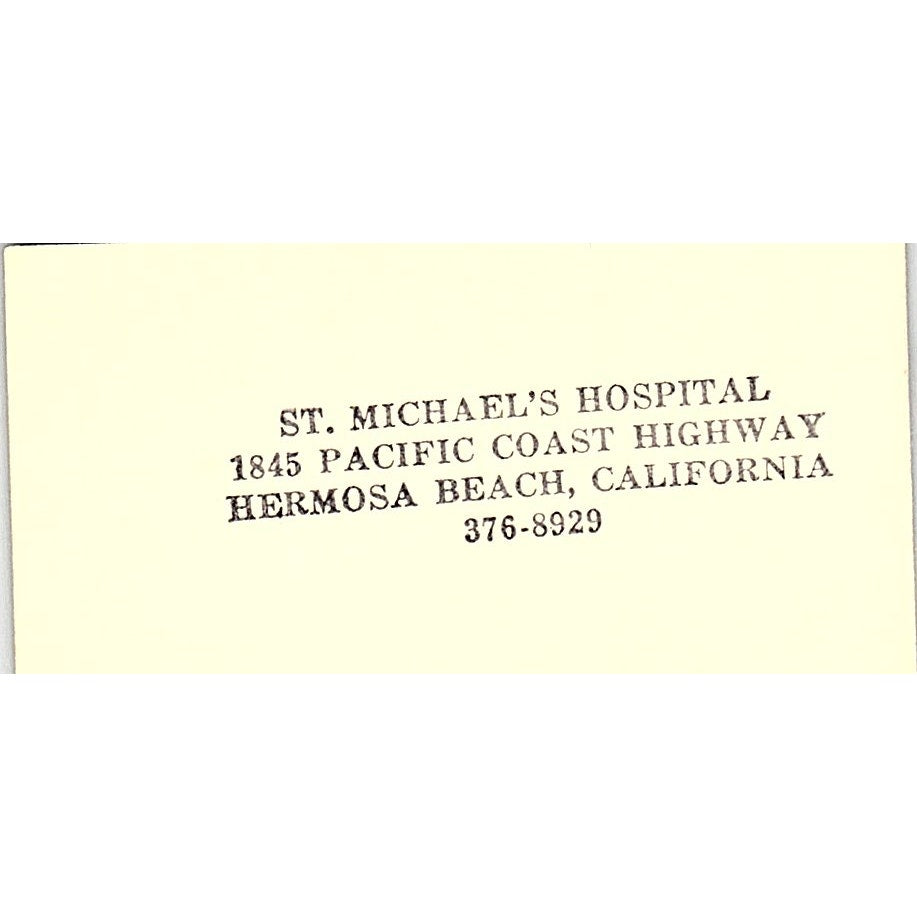 ST. MICHAEL'S HOSPITAL
1845 PACIFIC COAST HIGHWAY
HERMOSA BEACH, CALIFORNIA
376-8929